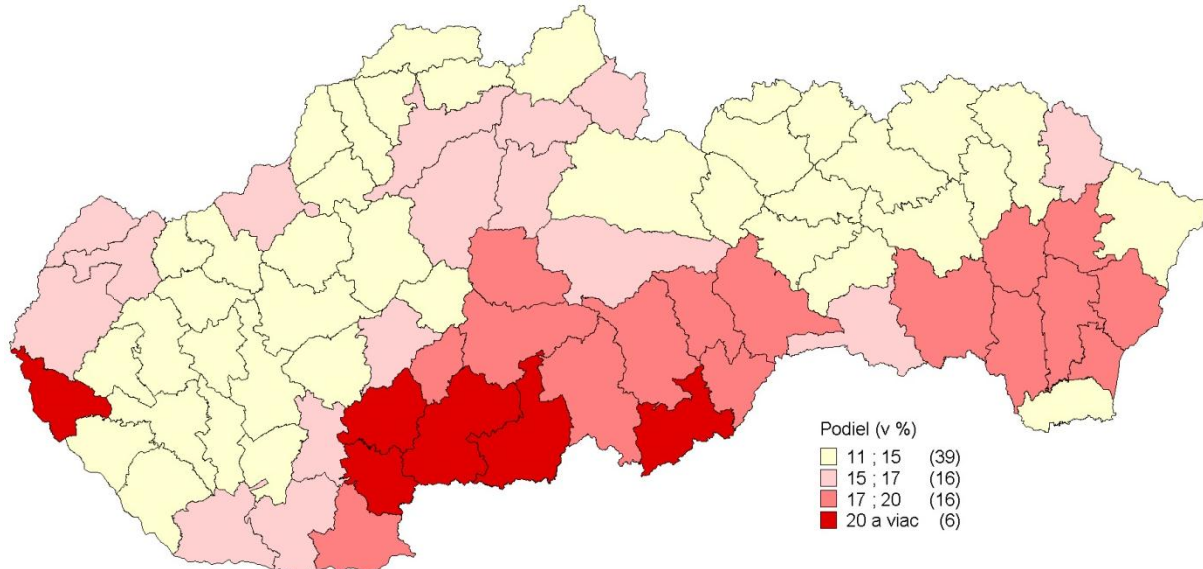 Podiel (v %)
11 ; 15 (39)
15 ; 17 (16)
17 ; 20 (16)
20 a viac (6)